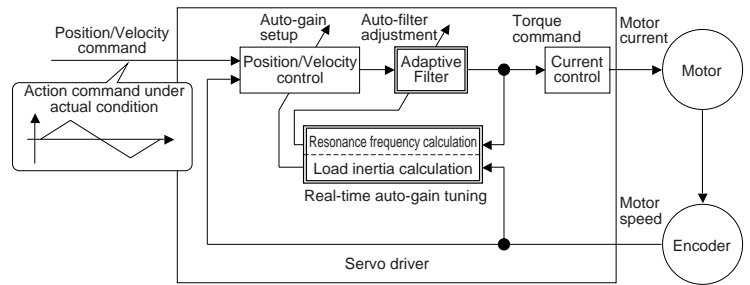 Position/Velocity
command
Action command under
actual condition
Auto-gain
setup
Auto-filter
adjustment
Torque
command
Motor
current
Position/Velocity
control
Adaptive
Filter
Current
control
Motor
Resonance frequency calculation
Load inertia calculation
Real-time auto-gain tuning
Motor
speed
Encoder
Servo driver